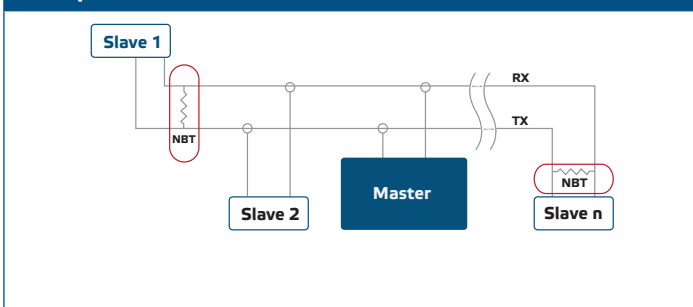 Slave 1
RX
NBT
TX
Slave 2
Master
NBT
Slave n